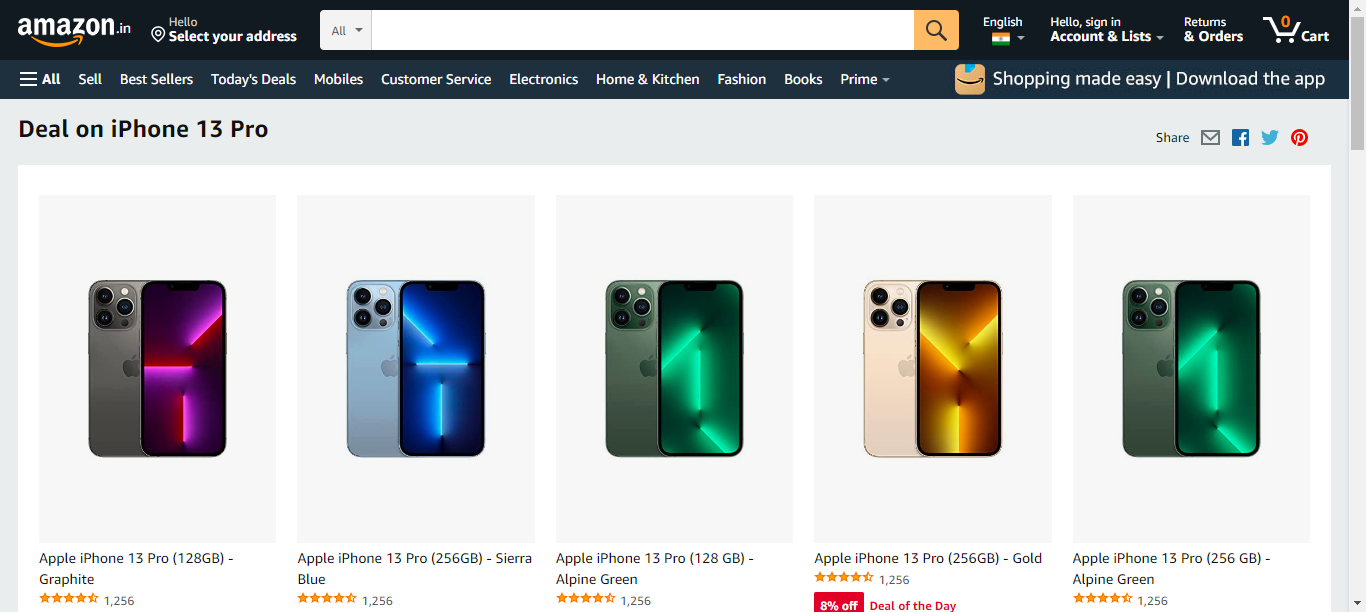 amazon.in
Hello
Select your address
All
English
Hello, sign in
Account & Lists
Returns
& Orders
0
Cart
All
Sell
Best Sellers
Today's Deals
Mobiles
Customer Service
Electronics
Home & Kitchen
Fashion
Books
Prime
Shopping made easy | Download the app
Deal on iPhone 13 Pro
Share
Apple iPhone 13 Pro (128GB) -
Graphite
1,256
Apple iPhone 13 Pro (256GB) - Sierra
Blue
1,256
Apple iPhone 13 Pro (128 GB) -
Alpine Green
1,256
Apple iPhone 13 Pro (256GB) - Gold
1,256
8% off
Deal of the Day
Apple iPhone 13 Pro (256 GB) -
Alpine Green
1,256